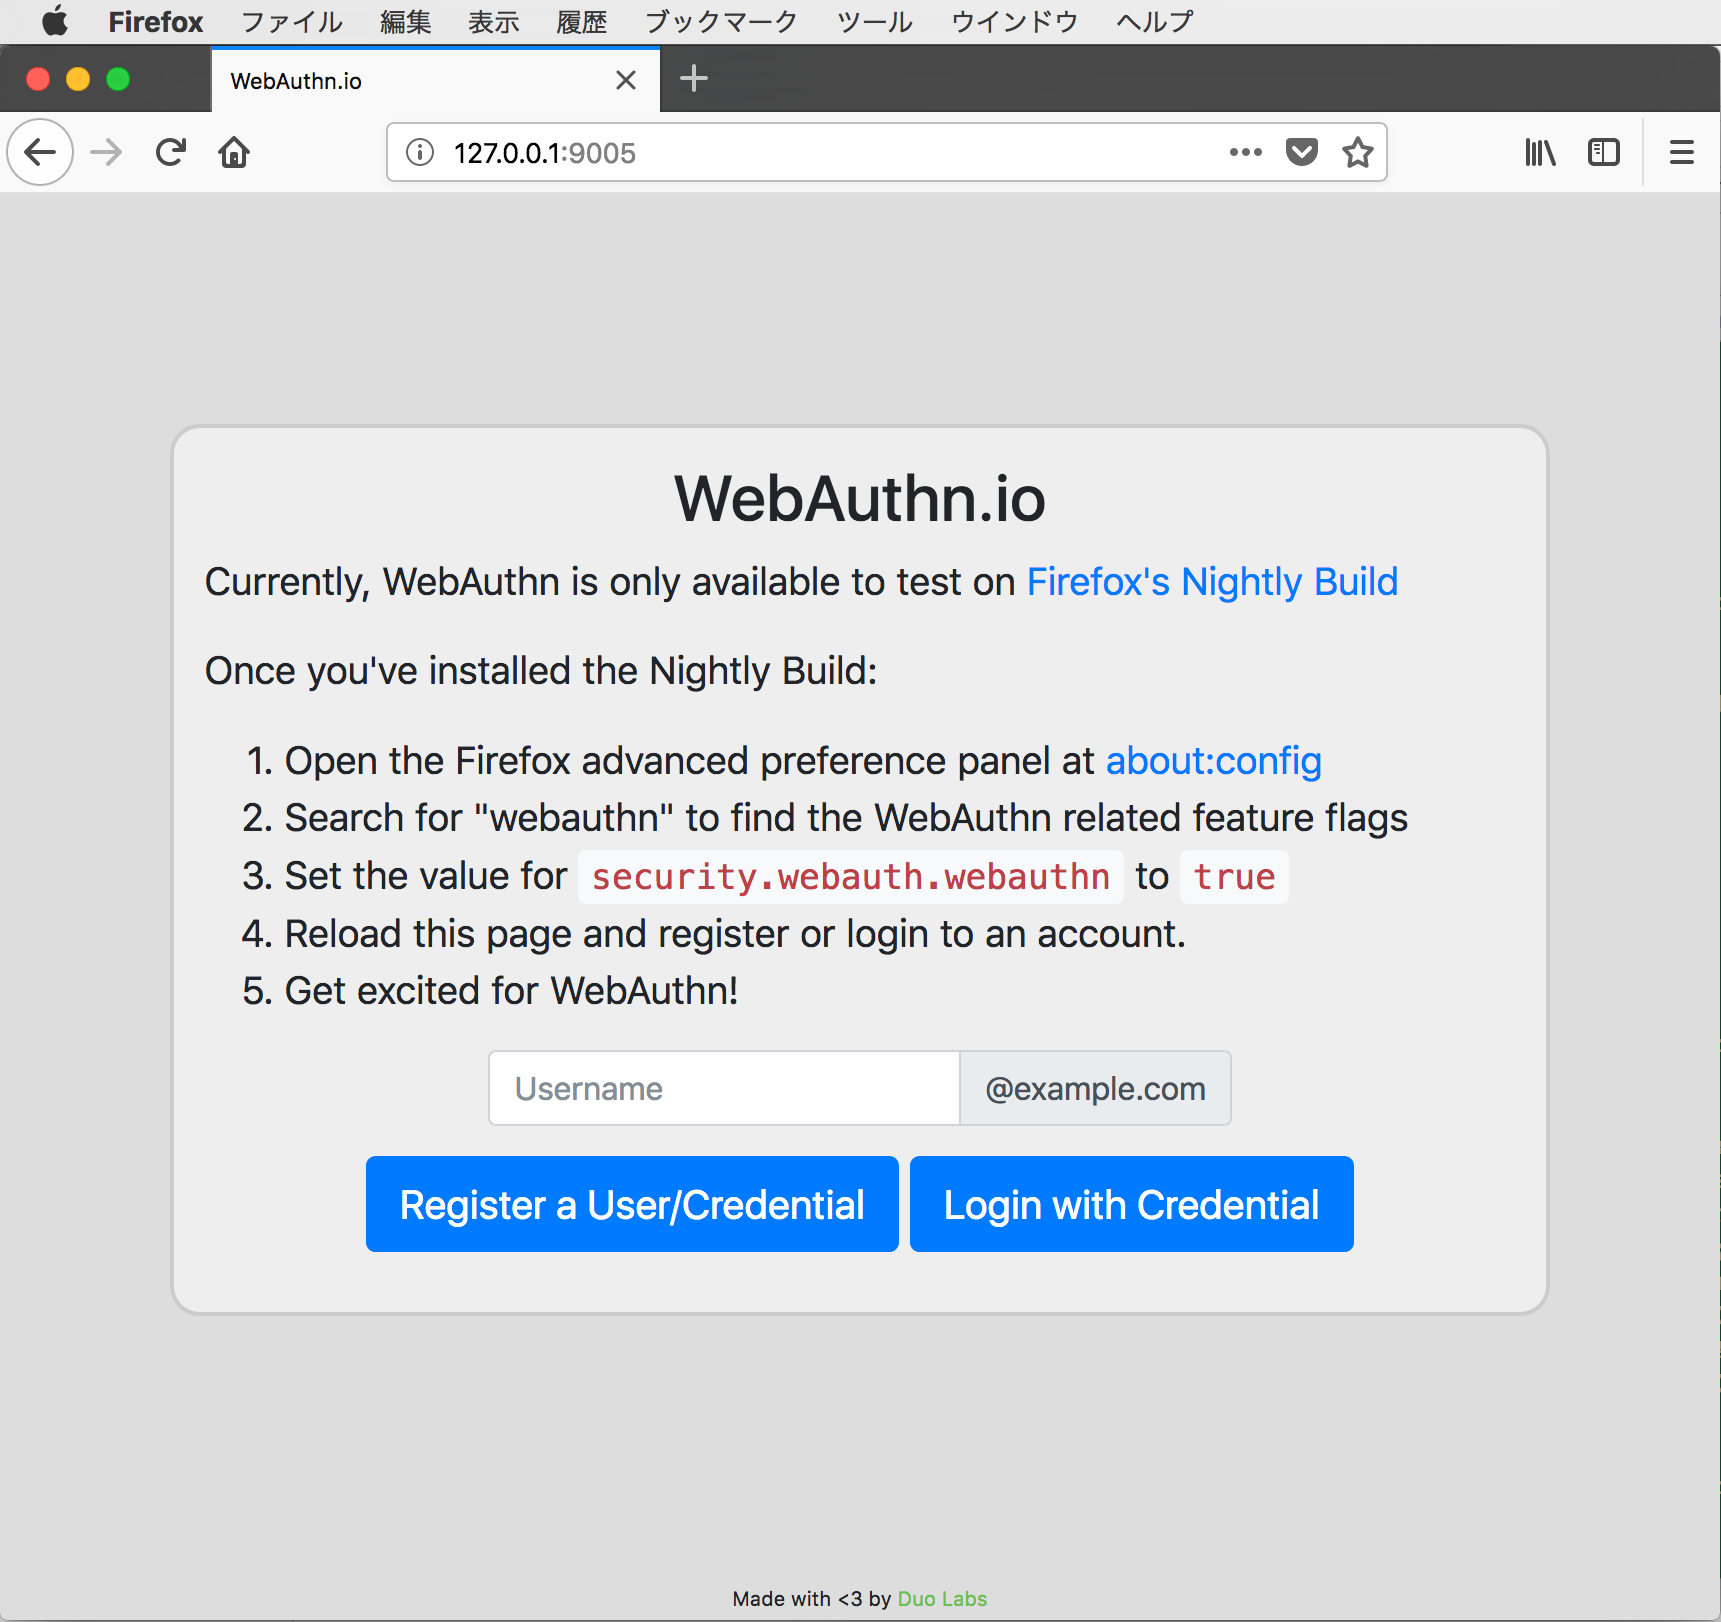 Firefox ファイル 編集 表示 履歴 ブックマーク ツール ウインドウ ヘルプ
WebAuthn.io
127.0.0.1:9005
WebAuthn.io
Currently, WebAuthn is only available to test on Firefox's Nightly Build
Once you've installed the Nightly Build:
1. Open the Firefox advanced preference panel at about:config
2. Search for "webauthn" to find the WebAuthn related feature flags
3. Set the value for security.webauth.webauthn to true
4. Reload this page and register or login to an account.
5. Get excited for WebAuthn!
Username @example.com
Register a User/Credential Login with Credential
Made with <3 by Duo Labs